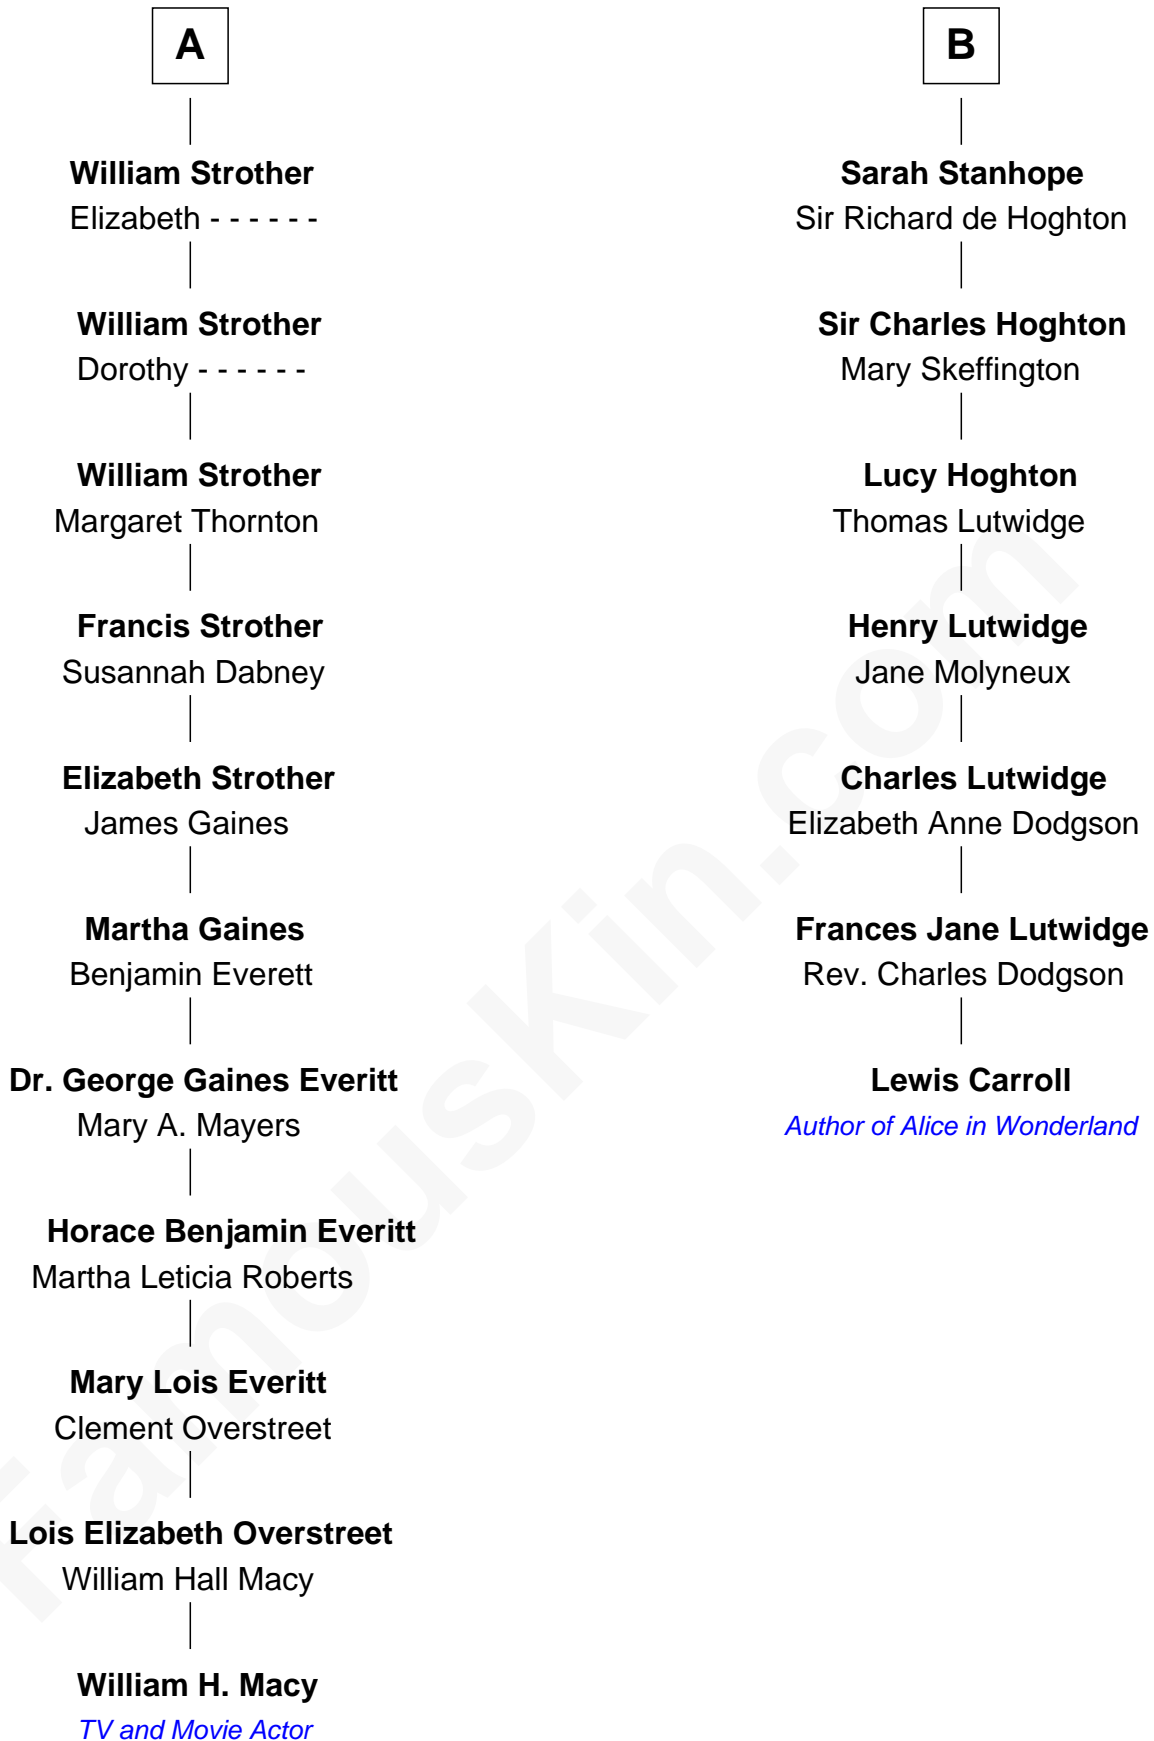 A
William Strother
Elizabeth - - - - - -
William Strother
Dorothy - - - - - -
William Strother
Margaret Thornton
Francis Strother
Susannah Dabney
Elizabeth Strother
James Gaines
Martha Gaines
Benjamin Everett
Dr. George Gaines Everitt
Mary A. Mayers
Horace Benjamin Everitt
Martha Leticia Roberts
Mary Lois Everitt
Clement Overstreet
Lois Elizabeth Overstreet
William Hall Macy
William H. Macy
TV and Movie Actor
B
Sarah Stanhope
Sir Richard de Hoghton
Sir Charles Hoghton
Mary Skeffington
Lucy Hoghton
Thomas Lutwidge
Henry Lutwidge
Jane Molyneux
Charles Lutwidge
Elizabeth Anne Dodgson
Frances Jane Lutwidge
Rev. Charles Dodgson
Lewis Carroll
Author of Alice in Wonderland
FamousKin.com